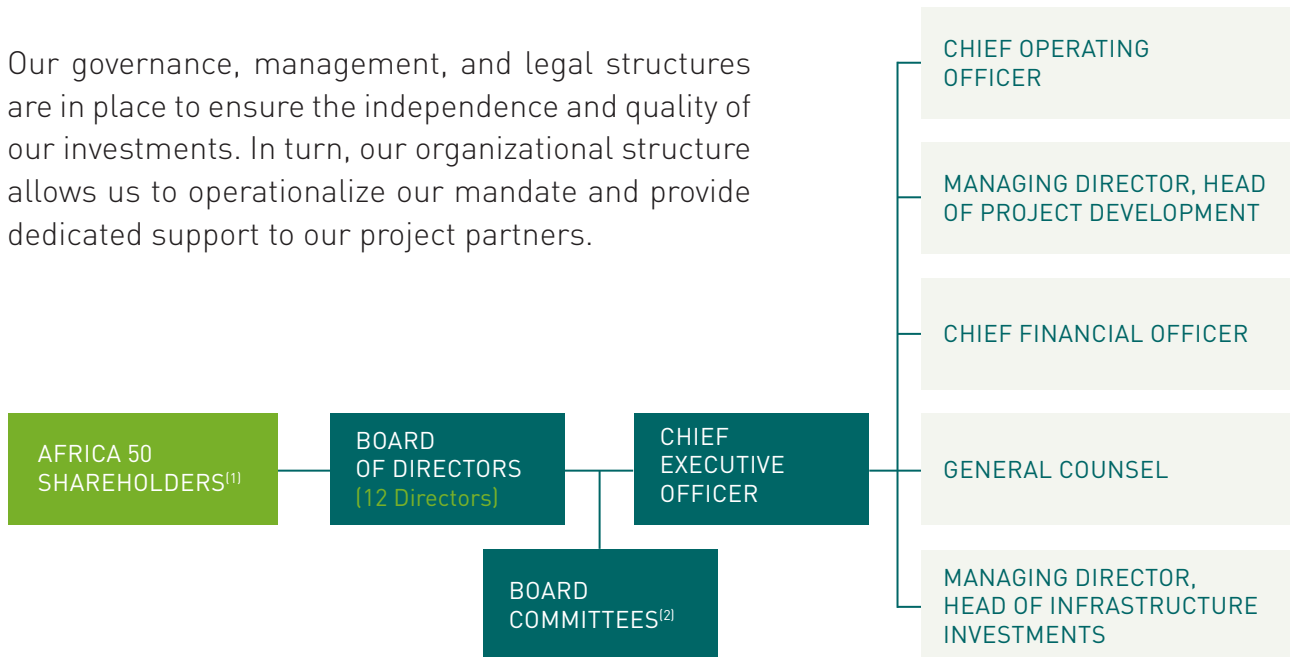 Our governance, management, and legal structures
are in place to ensure the independence and quality of
our investments. In turn, our organizational structure
allows us to operationalize our mandate and provide
dedicated support to our project partners.
AFRICA 50
SHAREHOLDERS(1)
BOARD
OF DIRECTORS
(12 Directors)
BOARD
COMMITTEES(2)
CHIEF
EXECUTIVE
OFFICER
CHIEF OPERATING
OFFICER
MANAGING DIRECTOR, HEAD
OF PROJECT DEVELOPMENT
CHIEF FINANCIAL OFFICER
GENERAL COUNSEL
MANAGING DIRECTOR,
HEAD OF INFRASTRUCTURE
INVESTMENTS